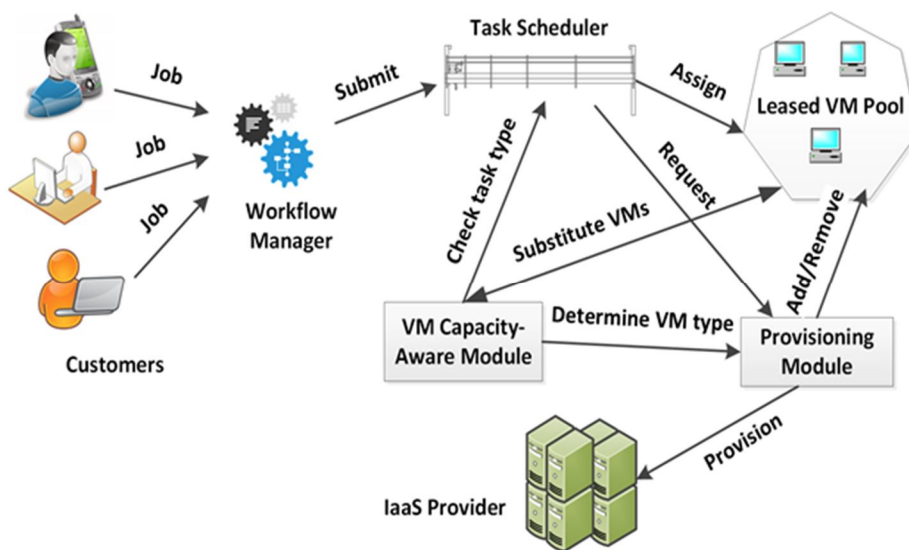 Task Scheduler
Job
Submit
Assign
Leased VM Pool
Job
Check task type
Request
Job
Workflow
Manager
Substitute VMs
Add/Remove
VM Capacity-
Aware Module
Determine VM type
Provisioning
Module
Customers
Provision
IaaS Provider